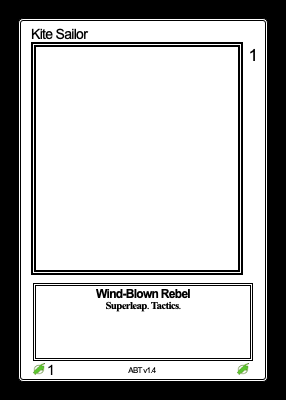 Kite Sailor
1
Wind-Blown Rebel
Superleap. Tactics.
1
ABT v1.4